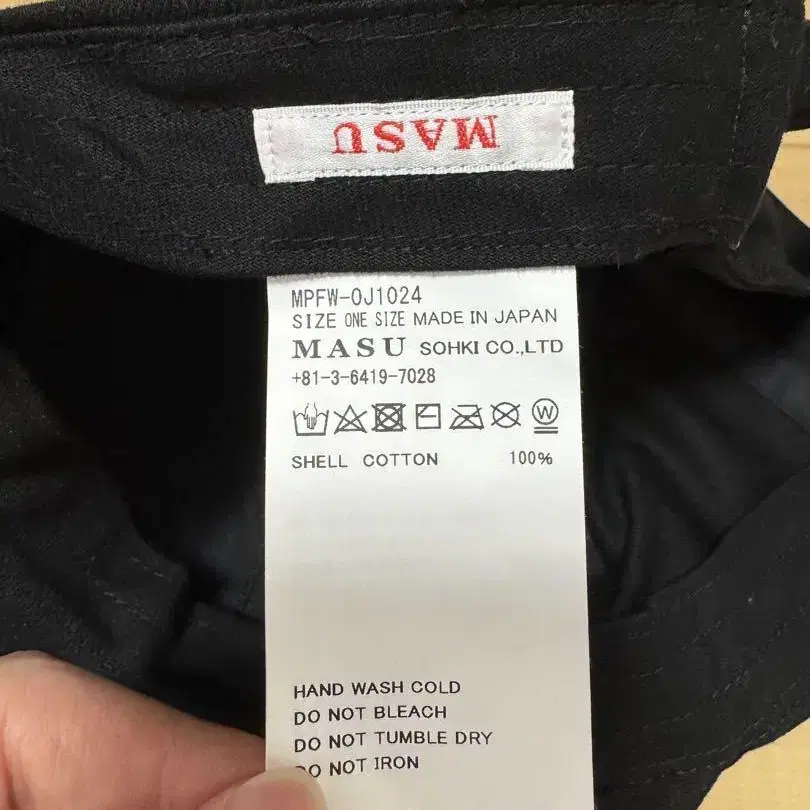 MASU
MPFW-OJ1024
SIZE ONE SIZE MADE IN JAPAN
MASU SOHKI CO.,LTD
+81-3-6419-7028
W
SHELL COTTON 100%
HAND WASH COLD
DO NOT BLEACH
DO NOT TUMBLE DRY
DO NOT IRON